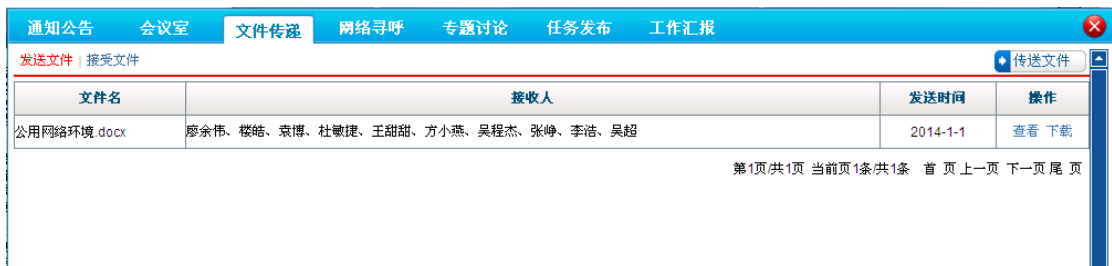 通知公告 会议室 文件传递 网络寻呼 专题讨论 任务发布 工作汇报
发送文件 | 接受文件 传送文件
文件名 接收人 发送时间 操作
公用网络环境.docx 廖余伟、楼皓、袁博、杜敏捷、王甜甜、方小燕、吴程杰、张峥、李浩、吴超 2014-1-1 查看 下载
第1页/共1页 当前页1条/共1条 首 页 上一页 下一页 尾 页